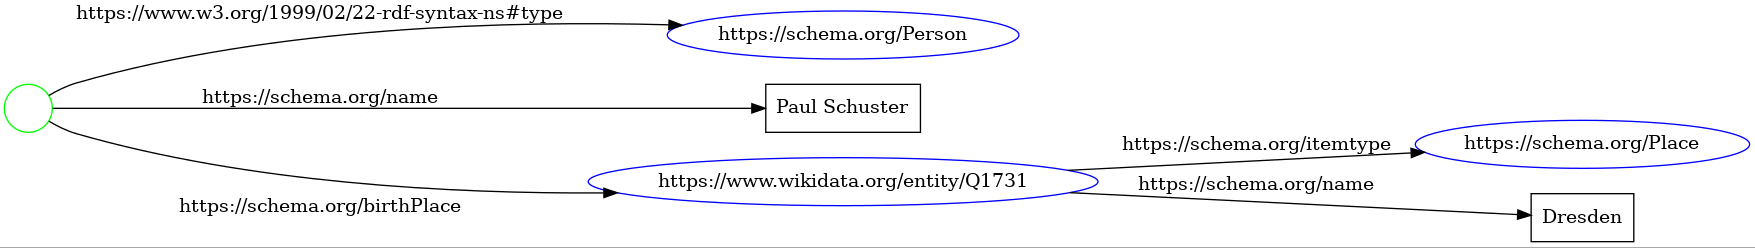 https://www.w3.org/1999/02/22-rdf-syntax-ns#type
https://schema.org/Person
https://schema.org/name
Paul Schuster
https://schema.org/birthPlace
https://www.wikidata.org/entity/Q1731
https://schema.org/itemtype
https://schema.org/Place
https://schema.org/name
Dresden